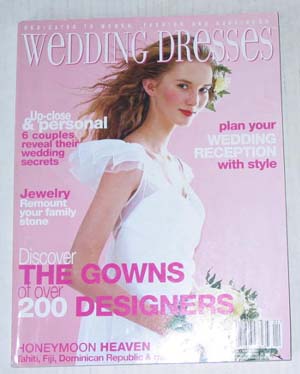 DEDICATED TO WOMEN, FASHION AND HAPPINESS
WEDDING DRESSES
Up-close
& personal
6 couples
reveal their
wedding
secrets
plan your
WEDDING
RECEPTION
with style
Jewelry
Remount
your family
stone
Discover
THE GOWNS
of over
200 DESIGNERS
HONEYMOON HEAVEN
Tahiti, Fiji, Dominican Republic &